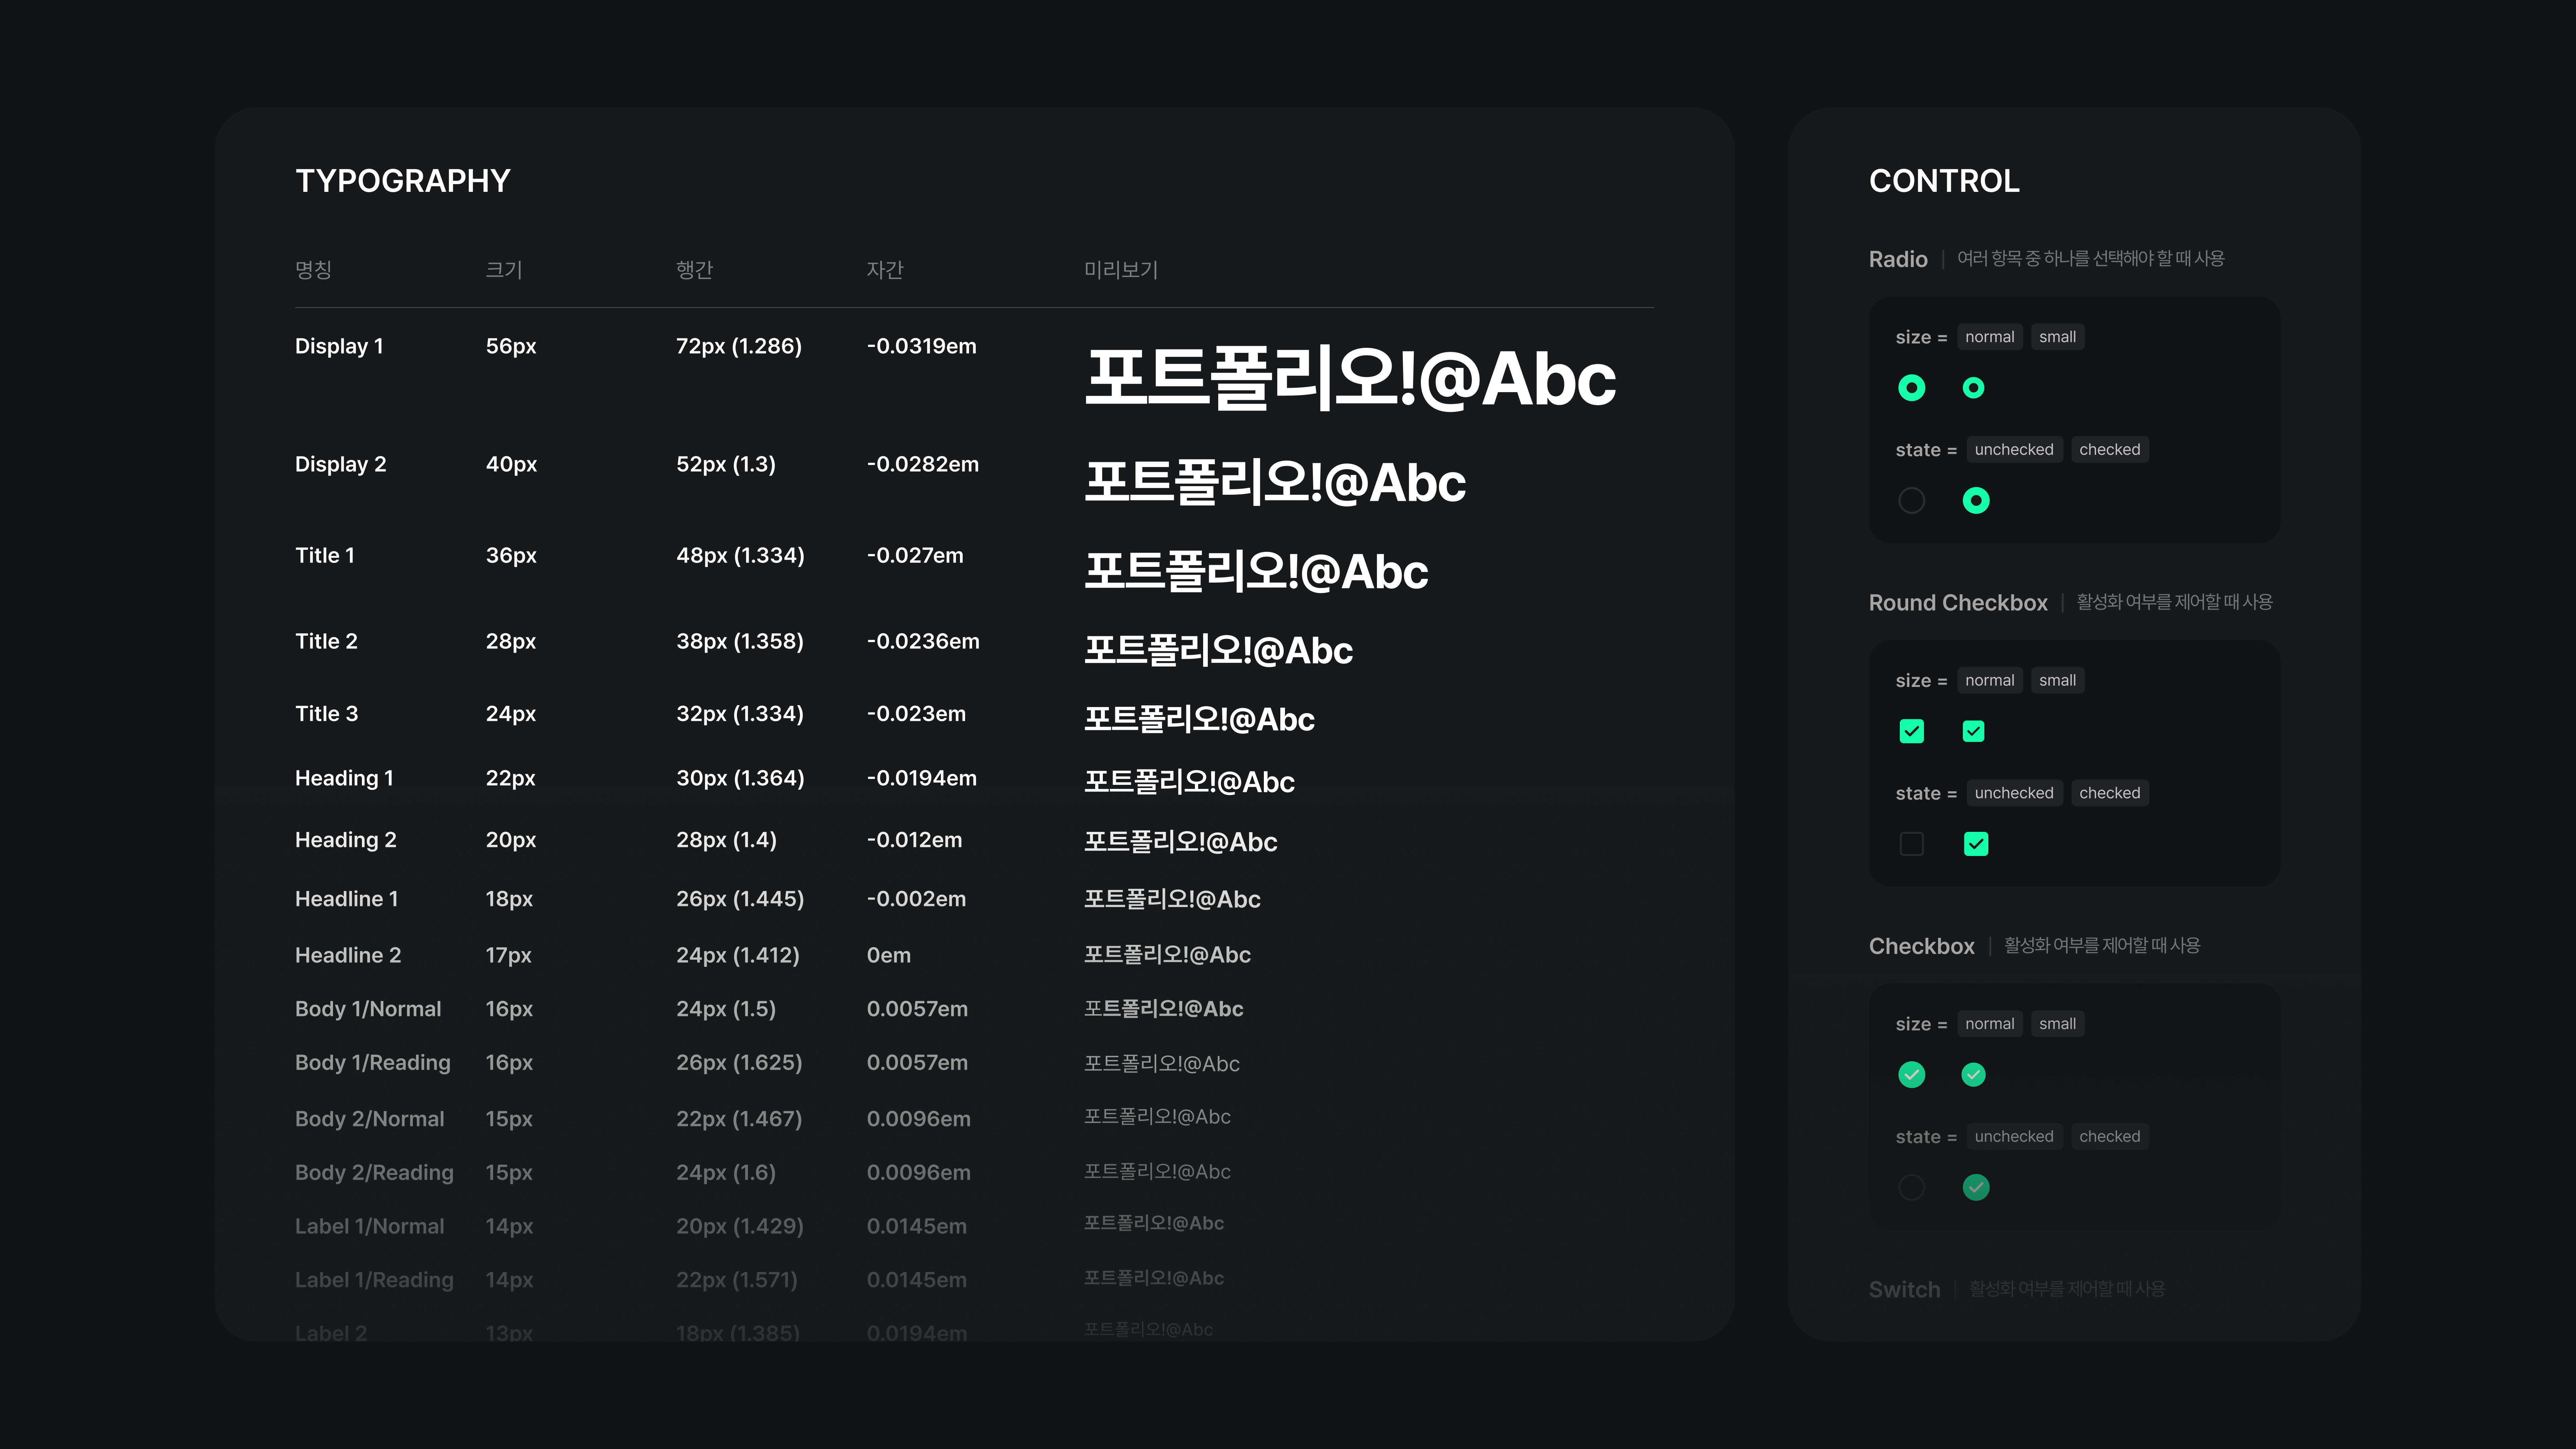 TYPOGRAPHY
명칭 크기 행간 자간 미리보기
Display 1 56px 72px (1.286) -0.0319em 포트폴리오!@Abc
Display 2 40px 52px (1.3) -0.0282em 포트폴리오!@Abc
Title 1 36px 48px (1.334) -0.027em 포트폴리오!@Abc
Title 2 28px 38px (1.358) -0.0236em 포트폴리오!@Abc
Title 3 24px 32px (1.334) -0.023em 포트폴리오!@Abc
Heading 1 22px 30px (1.364) -0.0194em 포트폴리오!@Abc
Heading 2 20px 28px (1.4) -0.012em 포트폴리오!@Abc
Headline 1 18px 26px (1.445) -0.002em 포트폴리오!@Abc
Headline 2 17px 24px (1.412) 0em 포트폴리오!@Abc
Body 1/Normal 16px 24px (1.5) 0.0057em 포트폴리오!@Abc
Body 1/Reading 16px 26px (1.625) 0.0057em 포트폴리오!@Abc
Body 2/Normal 15px 22px (1.467) 0.0096em 포트폴리오!@Abc
Body 2/Reading 15px 24px (1.6) 0.0096em 포트폴리오!@Abc
Label 1/Normal 14px 20px (1.429) 0.0145em 포트폴리오!@Abc
Label 1/Reading 14px 22px (1.571) 0.0145em 포트폴리오!@Abc
Label 2 13px 18px (1.385) 0.0194em 포트폴리오!@Abc
CONTROL
Radio | 여러 항목 중 하나를 선택해야 할 때 사용
size = normal small
state = unchecked checked
Round Checkbox | 활성화 여부를 제어할 때 사용
size = normal small
state = unchecked checked
Checkbox | 활성화 여부를 제어할 때 사용
size = normal small
state = unchecked checked
Switch | 활성화 여부를 제어할 때 사용